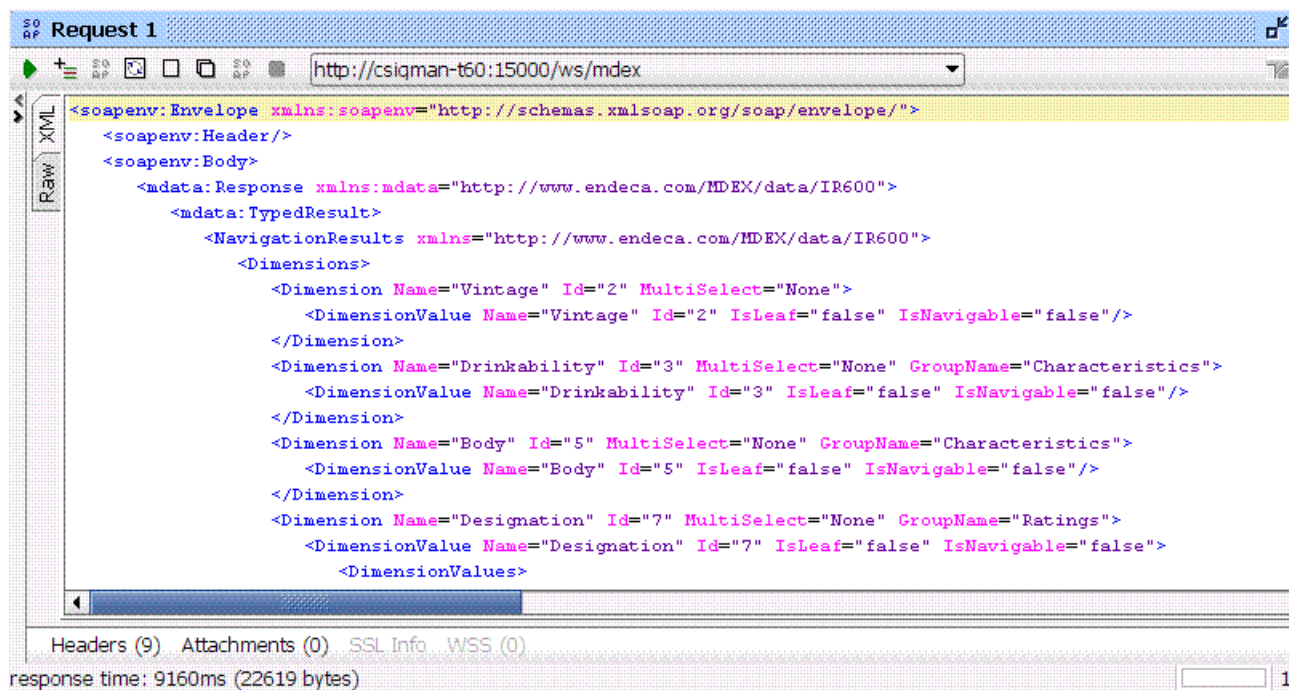 SO AP Request 1
SO AP SO AP http://csiqman-t60:15000/ws/mdex
XML
Raw
<soapenv:Envelope xmlns:soapenv="http://schemas.xmlsoap.org/soap/envelope/">
<soapenv:Header/>
<soapenv:Body>
<mdata:Response xmlns:mdata="http://www.endeca.com/MDEX/data/IR600">
<mdata:TypedResult>
<NavigationResults xmlns="http://www.endeca.com/MDEX/data/IR600">
<Dimensions>
<Dimension Name="Vintage" Id="2" MultiSelect="None">
<DimensionValue Name="Vintage" Id="2" IsLeaf="false" IsNavigable="false"/>
</Dimension>
<Dimension Name="Drinkability" Id="3" MultiSelect="None" GroupName="Characteristics">
<DimensionValue Name="Drinkability" Id="3" IsLeaf="false" IsNavigable="false"/>
</Dimension>
<Dimension Name="Body" Id="5" MultiSelect="None" GroupName="Characteristics">
<DimensionValue Name="Body" Id="5" IsLeaf="false" IsNavigable="false"/>
</Dimension>
<Dimension Name="Designation" Id="7" MultiSelect="None" GroupName="Ratings">
<DimensionValue Name="Designation" Id="7" IsLeaf="false" IsNavigable="false">
<DimensionValues>
Headers (9) Attachments (0) SSL Info WSS (0)
response time: 9160ms (22619 bytes) 1